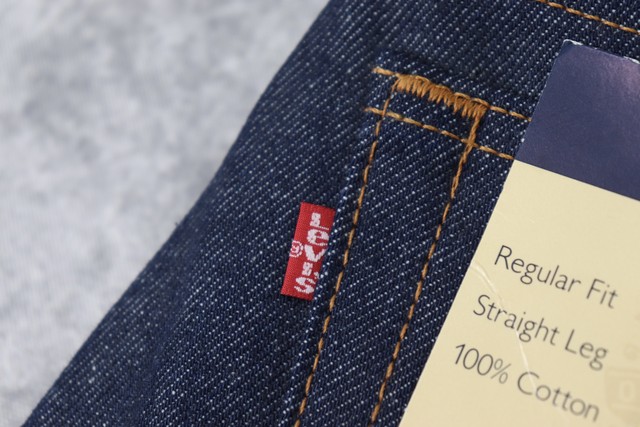 Levi's
®
Regular Fit
Straight Leg
100% Cotton